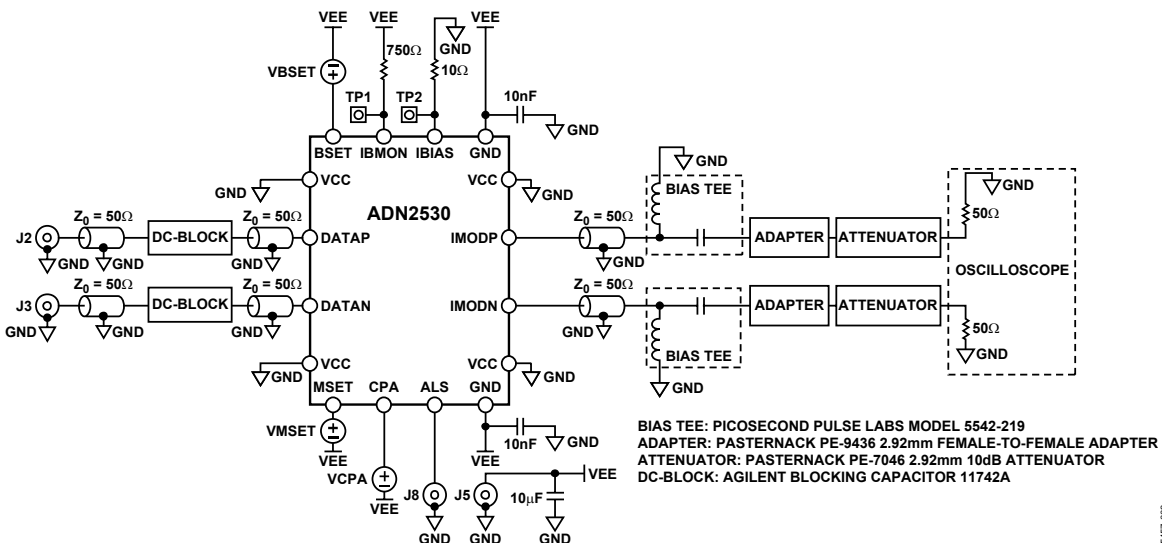 VEE VEE GND VEE
750Ω
10Ω
VBSET
TP1 TP2 10nF
GND
BSET IBMON IBIAS GND
GND VCC VCC GND
ADN2530
GND
BIAS TEE
J2 Z0 = 50Ω DC-BLOCK Z0 = 50Ω DATAP IMODP Z0 = 50Ω ADAPTER ATTENUATOR 50Ω GND
GND GND GND GND
OSCILLOSCOPE
J3 Z0 = 50Ω DC-BLOCK Z0 = 50Ω DATAN IMODN Z0 = 50Ω ADAPTER ATTENUATOR 50Ω
GND GND GND GND GND
BIAS TEE
GND
GND VCC VCC GND
MSET CPA ALS GND
VMSET
VEE
10nF GND
VEE
VCPA
VEE
J8 J5 10μF VEE
GND GND GND
BIAS TEE: PICOSECOND PULSE LABS MODEL 5542-219
ADAPTER: PASTERNACK PE-9436 2.92mm FEMALE-TO-FEMALE ADAPTER
ATTENUATOR: PASTERNACK PE-7046 2.92mm 10dB ATTENUATOR
DC-BLOCK: AGILENT BLOCKING CAPACITOR 11742A